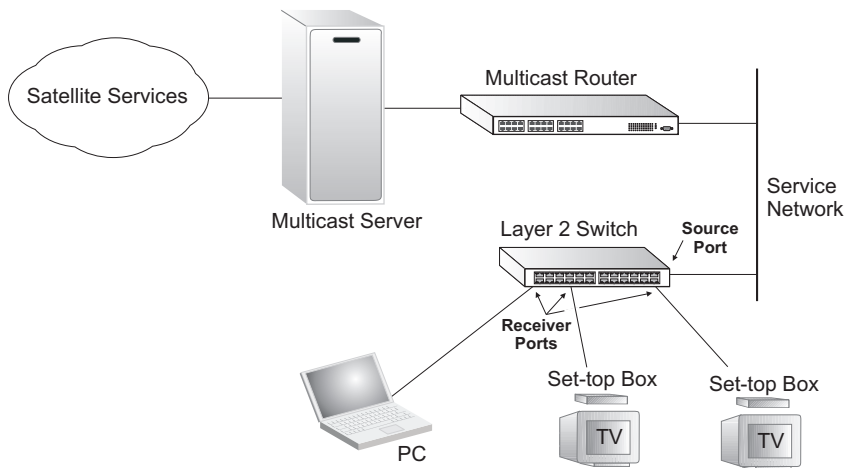 Satellite Services
Multicast Router
Multicast Server
Service
Network
Layer 2 Switch
Source
Port
Receiver
Ports
Set-top Box
Set-top Box
TV
TV
PC